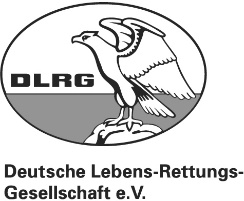 DLRG
Deutsche Lebens-Rettungs-
Gesellschaft e.V.